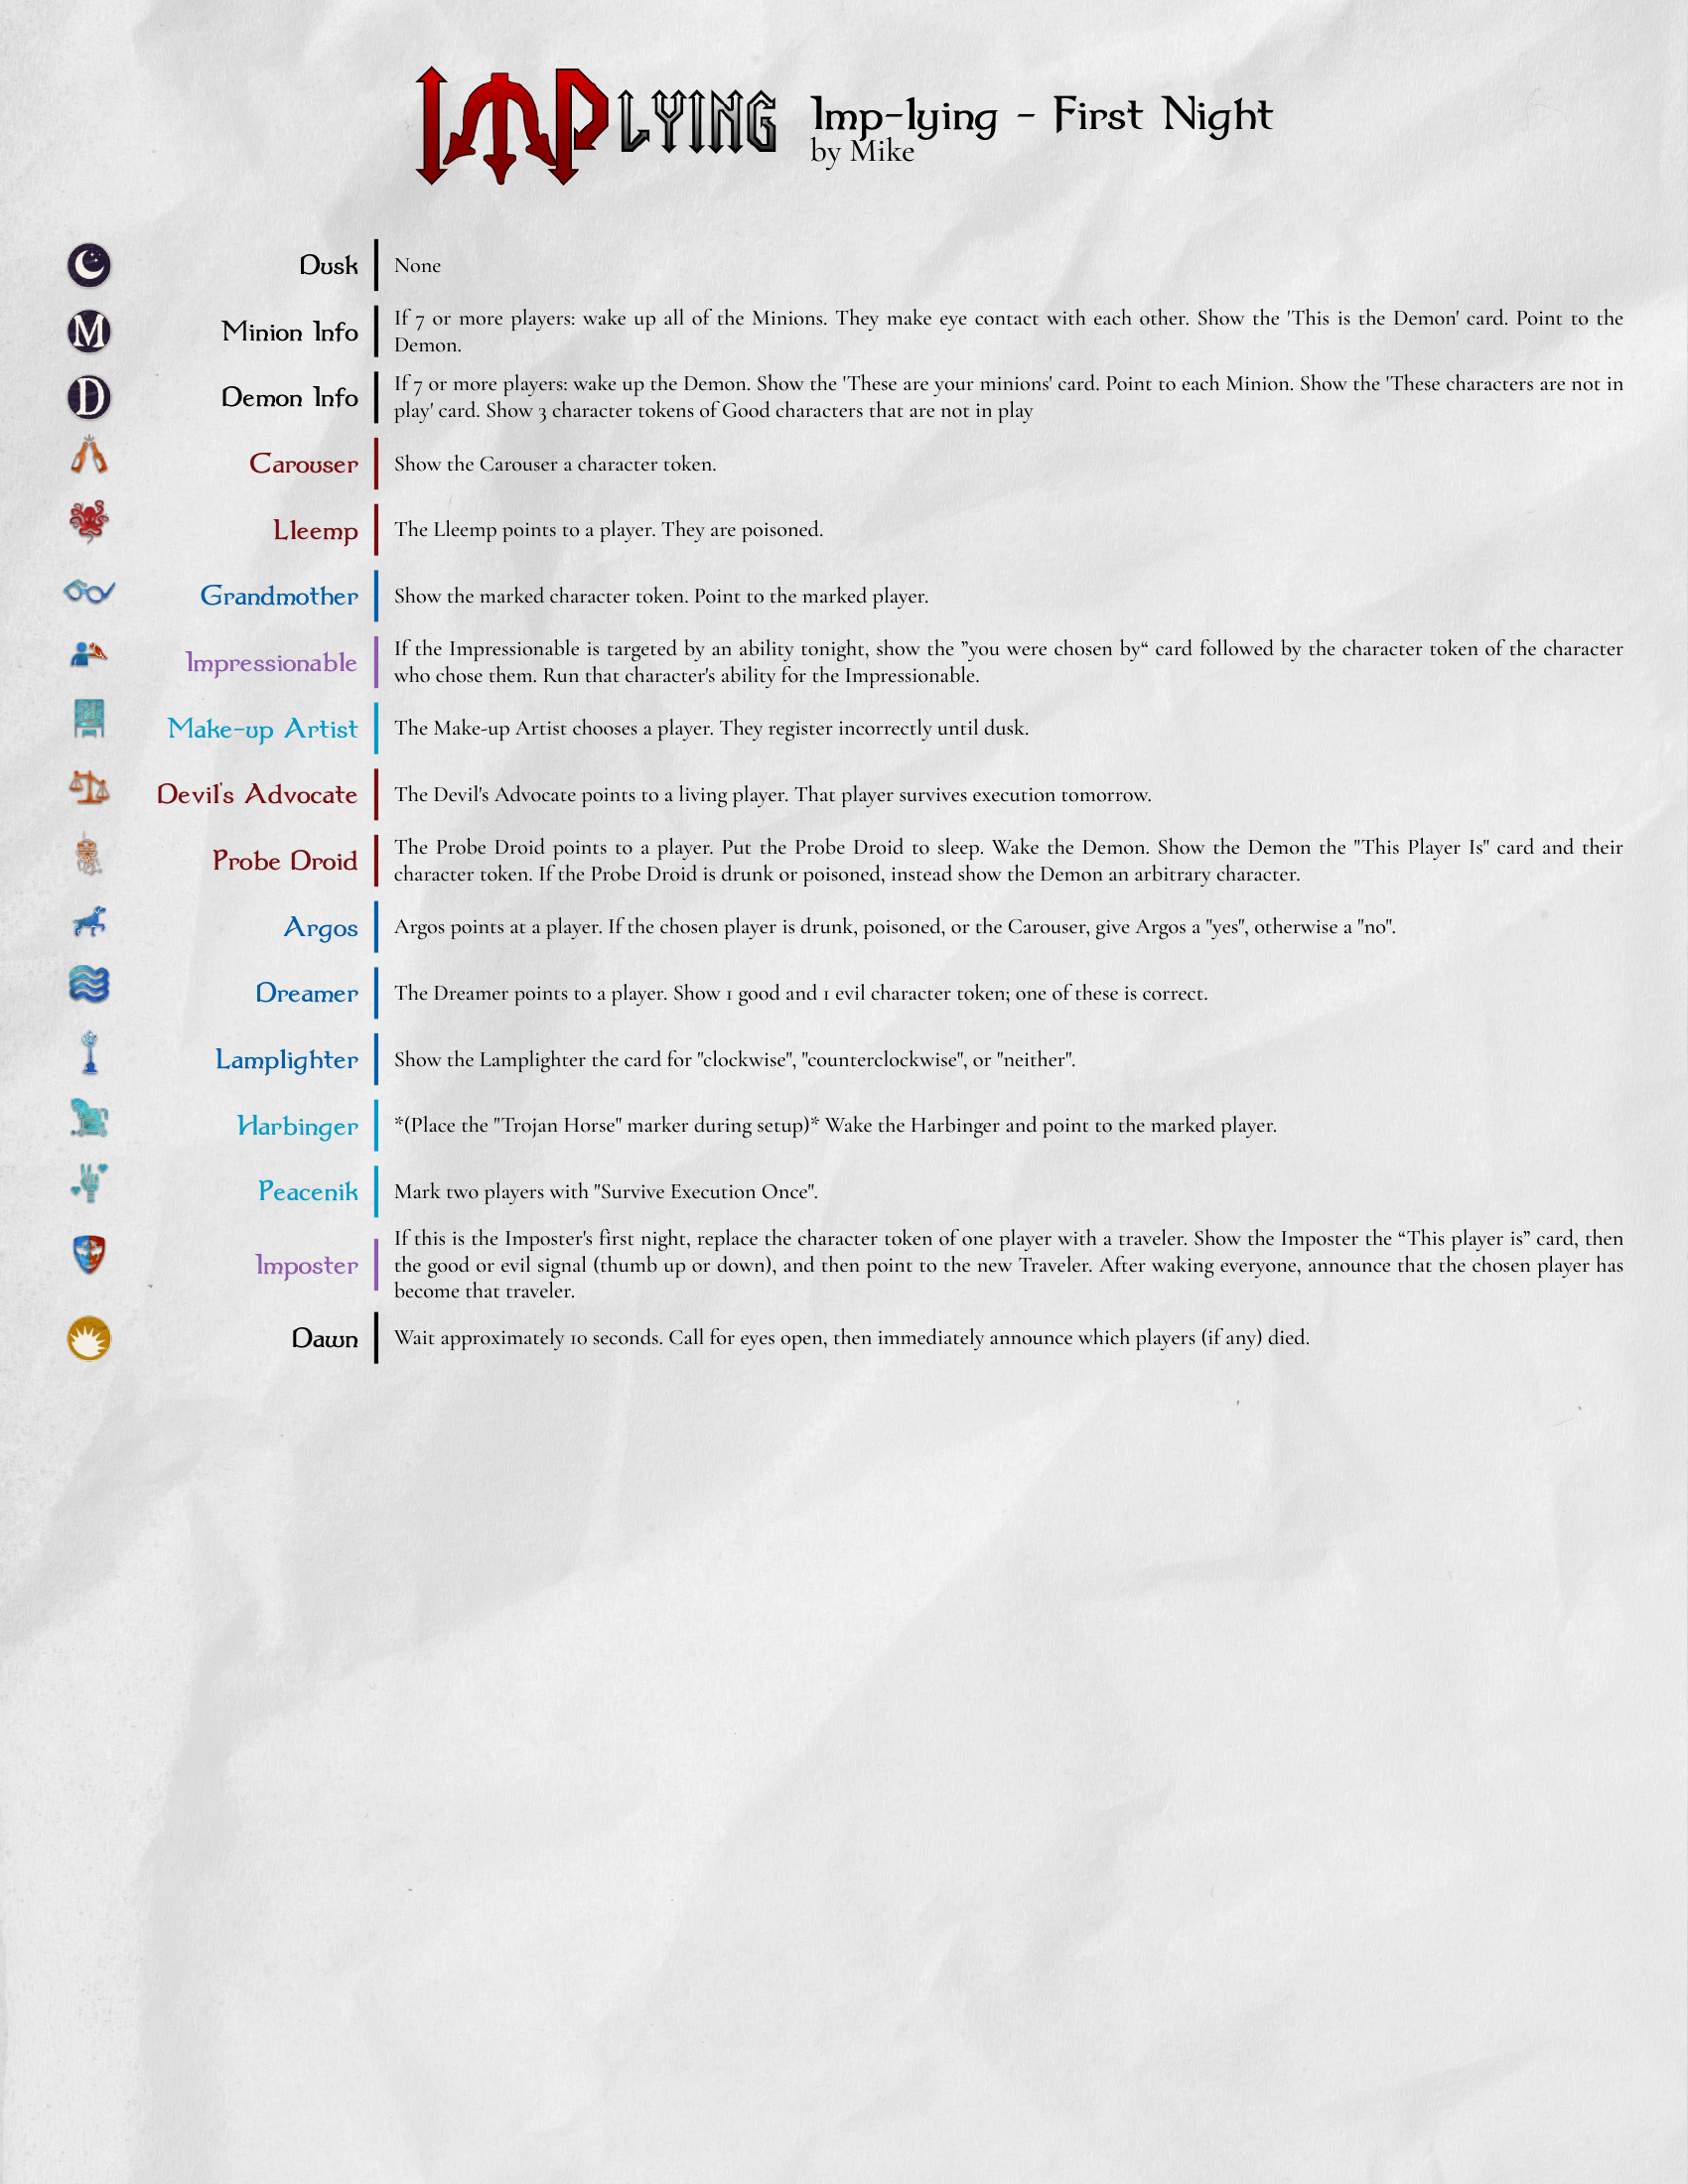 IMP LYING
Imp-lying - First Night
by Mike
Dusk
None
M
Minion Info
If 7 or more players: wake up all of the Minions. They make eye contact with each other. Show the 'This is the Demon' card. Point to the
Demon.
D
Demon Info
If 7 or more players: wake up the Demon. Show the 'These are your minions' card. Point to each Minion. Show the 'These characters are not in
play' card. Show 3 character tokens of Good characters that are not in play
Carouser
Show the Carouser a character token.
Lleemp
The Lleemp points to a player. They are poisoned.
Grandmother
Show the marked character token. Point to the marked player.
Impressionable
If the Impressionable is targeted by an ability tonight, show the ”you were chosen by“ card followed by the character token of the character
who chose them. Run that character's ability for the Impressionable.
Make-up Artist
The Make-up Artist chooses a player. They register incorrectly until dusk.
Devil's Advocate
The Devil's Advocate points to a living player. That player survives execution tomorrow.
Probe Droid
The Probe Droid points to a player. Put the Probe Droid to sleep. Wake the Demon. Show the Demon the "This Player Is" card and their
character token. If the Probe Droid is drunk or poisoned, instead show the Demon an arbitrary character.
Argos
Argos points at a player. If the chosen player is drunk, poisoned, or the Carouser, give Argos a "yes", otherwise a "no".
Dreamer
The Dreamer points to a player. Show 1 good and 1 evil character token; one of these is correct.
Lamplighter
Show the Lamplighter the card for "clockwise", "counterclockwise", or "neither".
Harbinger
*(Place the "Trojan Horse" marker during setup)* Wake the Harbinger and point to the marked player.
Peacenik
Mark two players with "Survive Execution Once".
Imposter
If this is the Imposter's first night, replace the character token of one player with a traveler. Show the Imposter the “This player is” card, then
the good or evil signal (thumb up or down), and then point to the new Traveler. After waking everyone, announce that the chosen player has
become that traveler.
Dawn
Wait approximately 10 seconds. Call for eyes open, then immediately announce which players (if any) died.